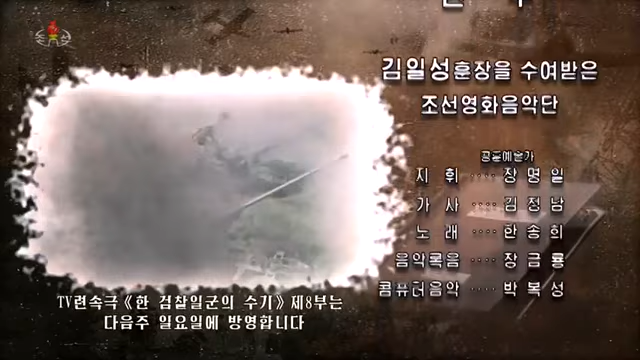 조선
김일성훈장을 수여받은
조선영화음악단
공훈예술가
지 휘 ···· 장 명 일
가 사 ···· 김 정 남
노 래 ···· 한 송 희
음악록음 ···· 장 금 룡
콤퓨터음악 ···· 박 복 성
TV련속극《한 검찰일군의 수기》제8부는
다음주 일요일에 방영합니다